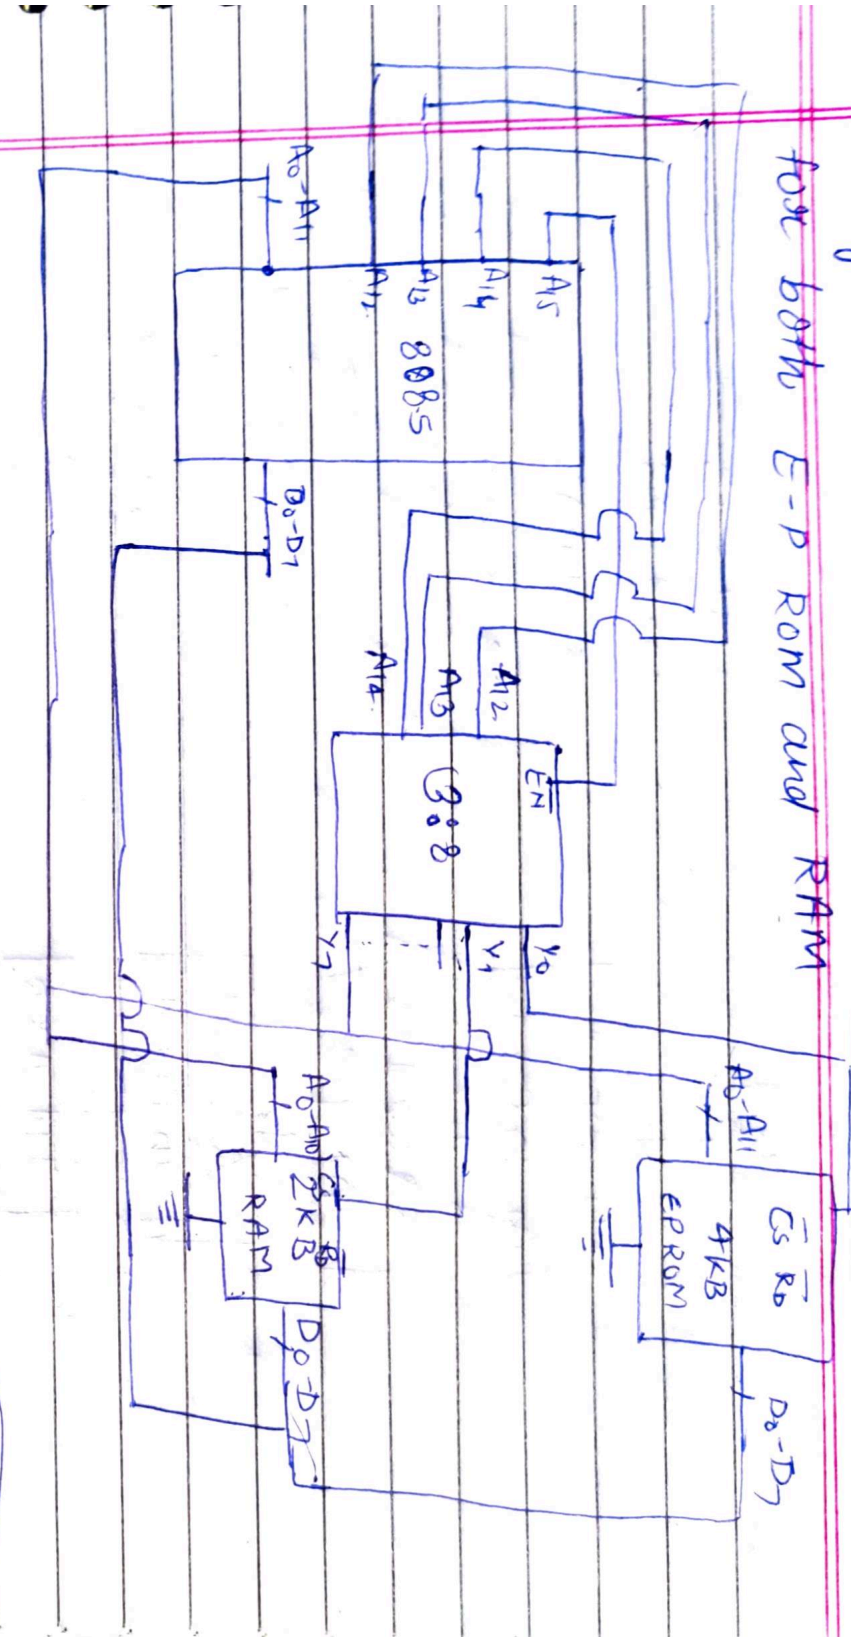 for both E-P ROM and RAM
A15
A14
A13
A12
A0-A11
8085
D0-D7
A12
A13
A14
EN
3:8
Y0
Y1
Y7
A0-A11
CS RD
4KB
EPROM
D0-D7
A0-A10
CS RD
2KB
RAM
D0-D7